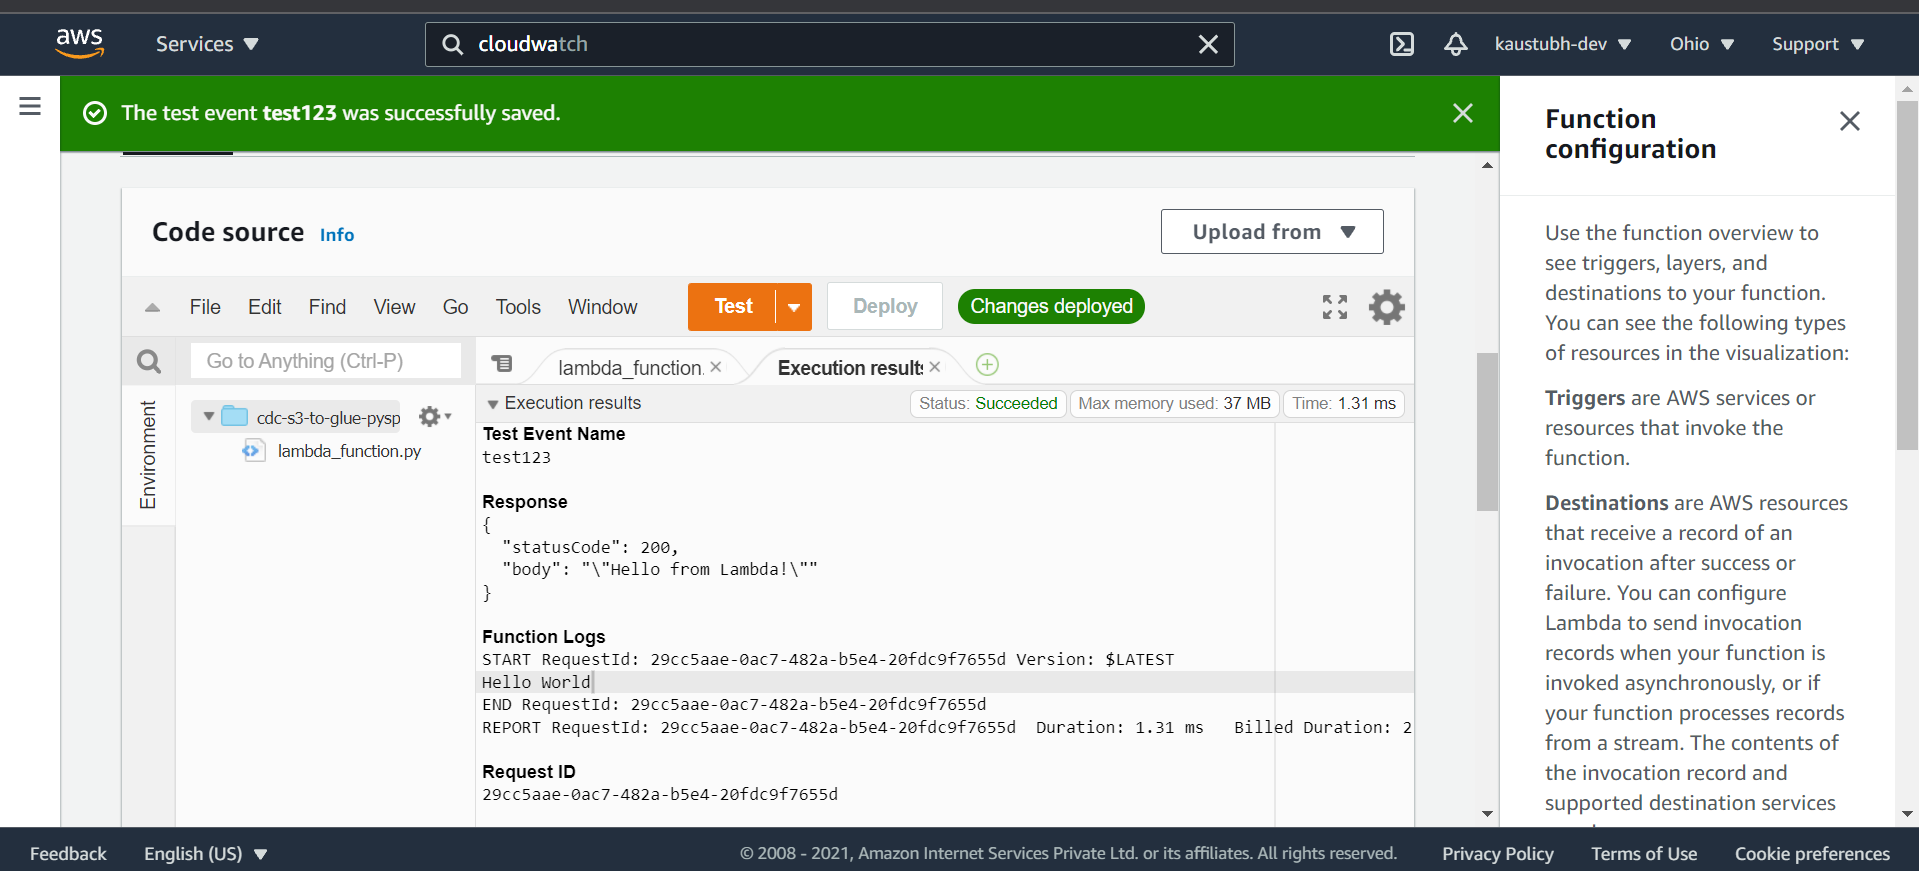 aws
Services
cloudwatch
kaustubh-dev
Ohio
Support
The test event test123 was successfully saved.
Code source Info
Upload from
File Edit Find View Go Tools Window
Test
Deploy
Changes deployed
Go to Anything (Ctrl-P)
Environment
cdc-s3-to-glue-pysp
lambda_function.py
lambda_function.
Execution results
Execution results
Status: Succeeded
Max memory used: 37 MB
Time: 1.31 ms
Test Event Name
test123
Response
{
"statusCode": 200,
"body": "\"Hello from Lambda!\""
}
Function Logs
START RequestId: 29cc5aae-0ac7-482a-b5e4-20fdc9f7655d Version: $LATEST
Hello World
END RequestId: 29cc5aae-0ac7-482a-b5e4-20fdc9f7655d
REPORT RequestId: 29cc5aae-0ac7-482a-b5e4-20fdc9f7655d Duration: 1.31 ms Billed Duration: 2
Request ID
29cc5aae-0ac7-482a-b5e4-20fdc9f7655d
Function
configuration
Use the function overview to
see triggers, layers, and
destinations to your function.
You can see the following types
of resources in the visualization:
Triggers are AWS services or
resources that invoke the
function.
Destinations are AWS resources
that receive a record of an
invocation after success or
failure. You can configure
Lambda to send invocation
records when your function is
invoked asynchronously, or if
your function processes records
from a stream. The contents of
the invocation record and
supported destination services
Feedback
English (US)
© 2008 - 2021, Amazon Internet Services Private Ltd. or its affiliates. All rights reserved.
Privacy Policy
Terms of Use
Cookie preferences